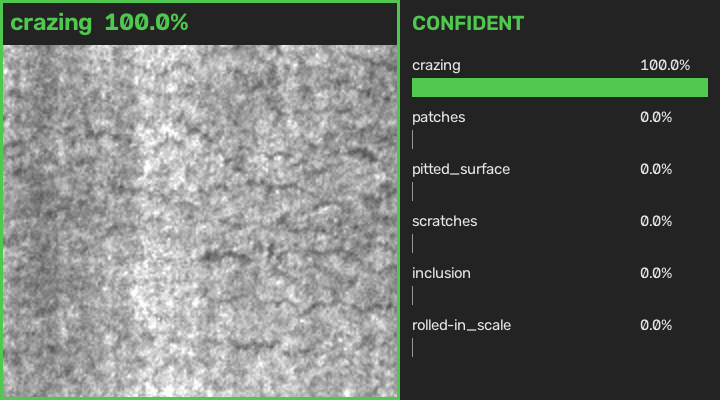 crazing 100.0%
CONFIDENT
crazing 100.0%
patches 0.0%
pitted_surface 0.0%
scratches 0.0%
inclusion 0.0%
rolled-in_scale 0.0%